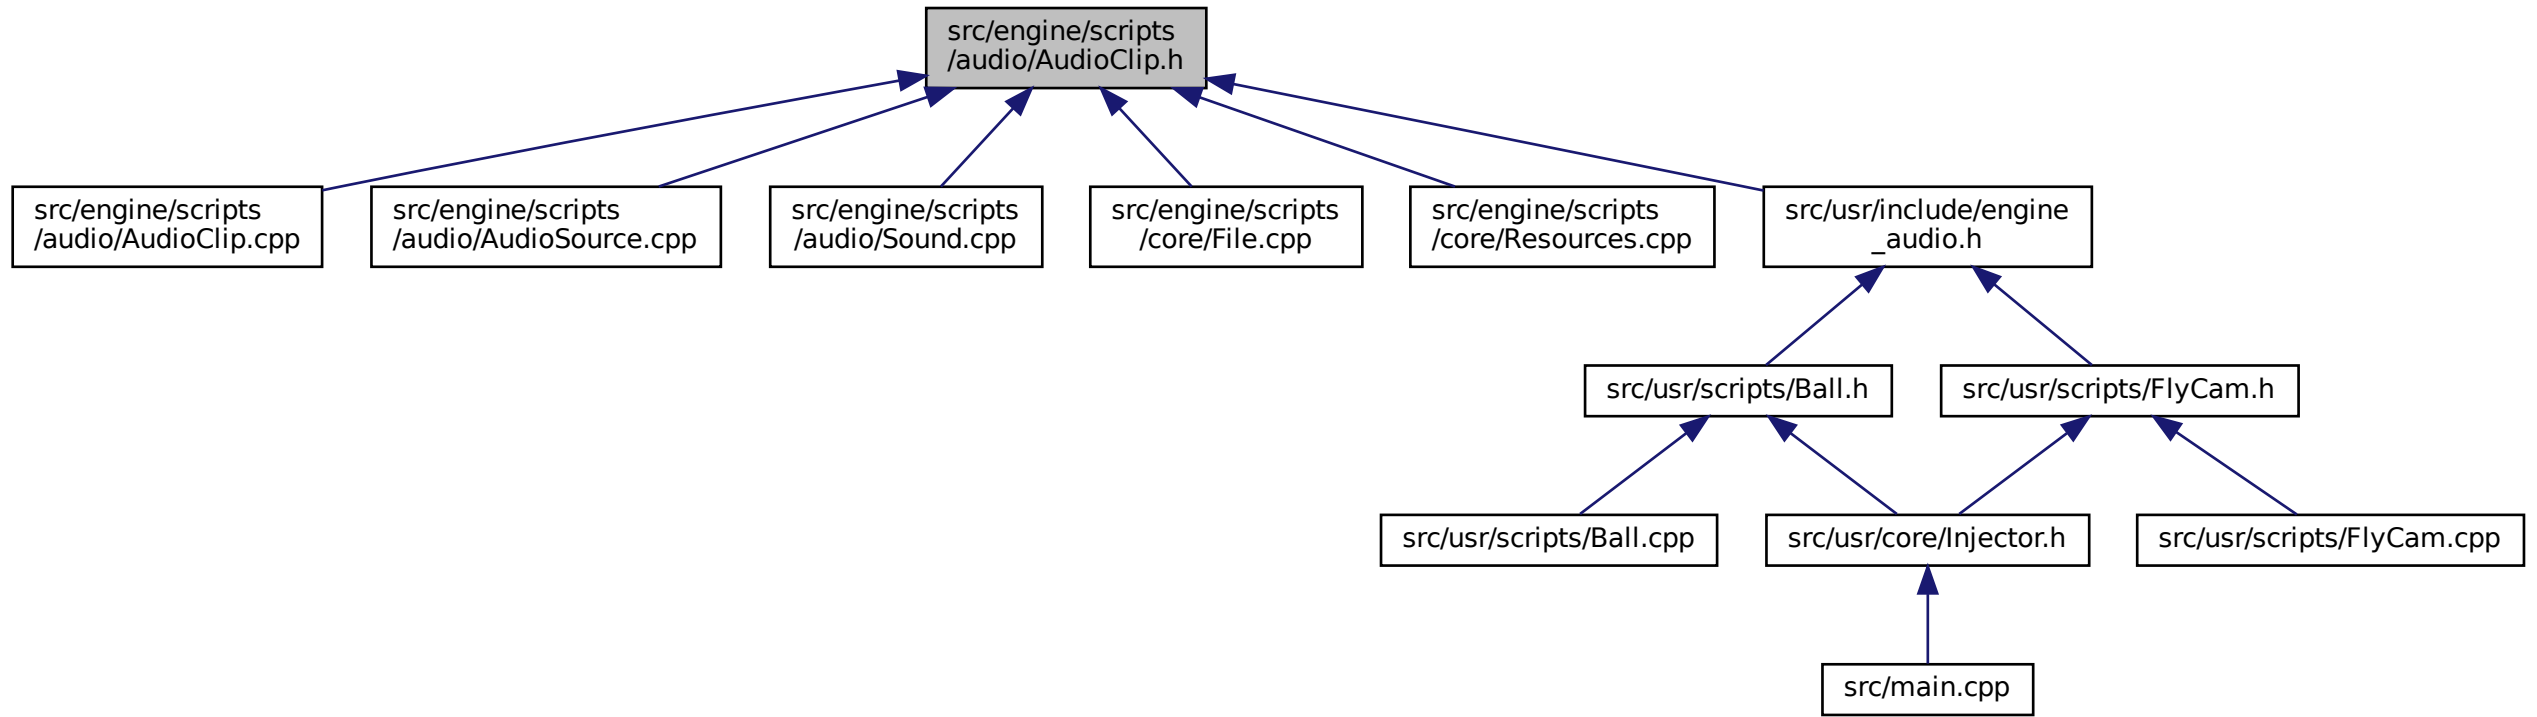 src/engine/scripts
/audio/AudioClip.h
src/engine/scripts
/audio/AudioClip.cpp
src/engine/scripts
/audio/AudioSource.cpp
src/engine/scripts
/audio/Sound.cpp
src/engine/scripts
/core/File.cpp
src/engine/scripts
/core/Resources.cpp
src/usr/include/engine
_audio.h
src/usr/scripts/Ball.h
src/usr/scripts/FlyCam.h
src/usr/scripts/Ball.cpp
src/usr/core/Injector.h
src/usr/scripts/FlyCam.cpp
src/main.cpp